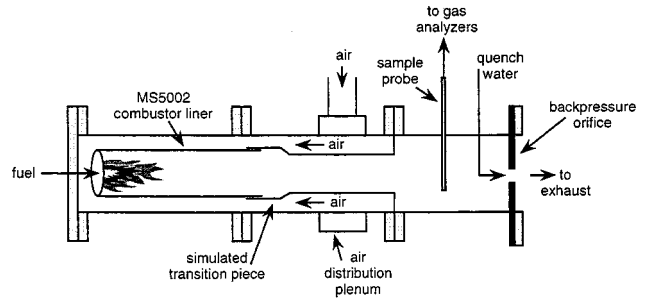 to gas
analyzers
air
sample
probe
quench
water
MS5002
combustor liner
backpressure
orifice
air
fuel
to
exhaust
air
simulated
transition piece
air
distribution
plenum